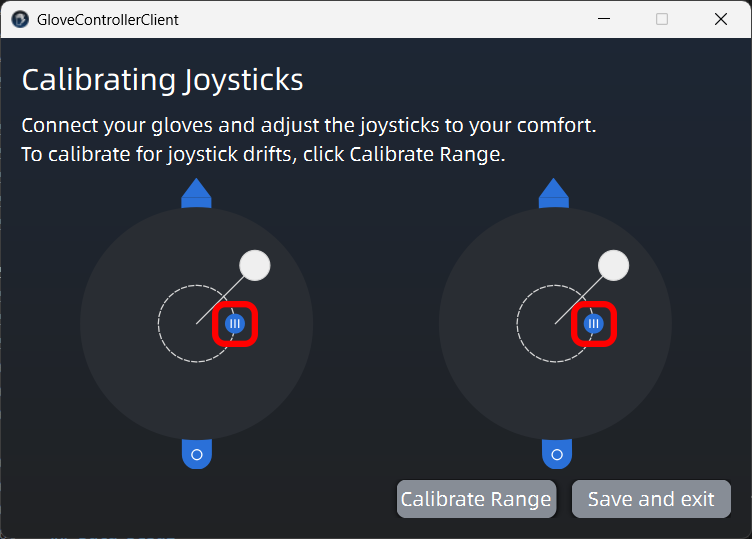 GloveControllerClient
Calibrating Joysticks
Connect your gloves and adjust the joysticks to your comfort.
To calibrate for joystick drifts, click Calibrate Range.
Calibrate Range
Save and exit